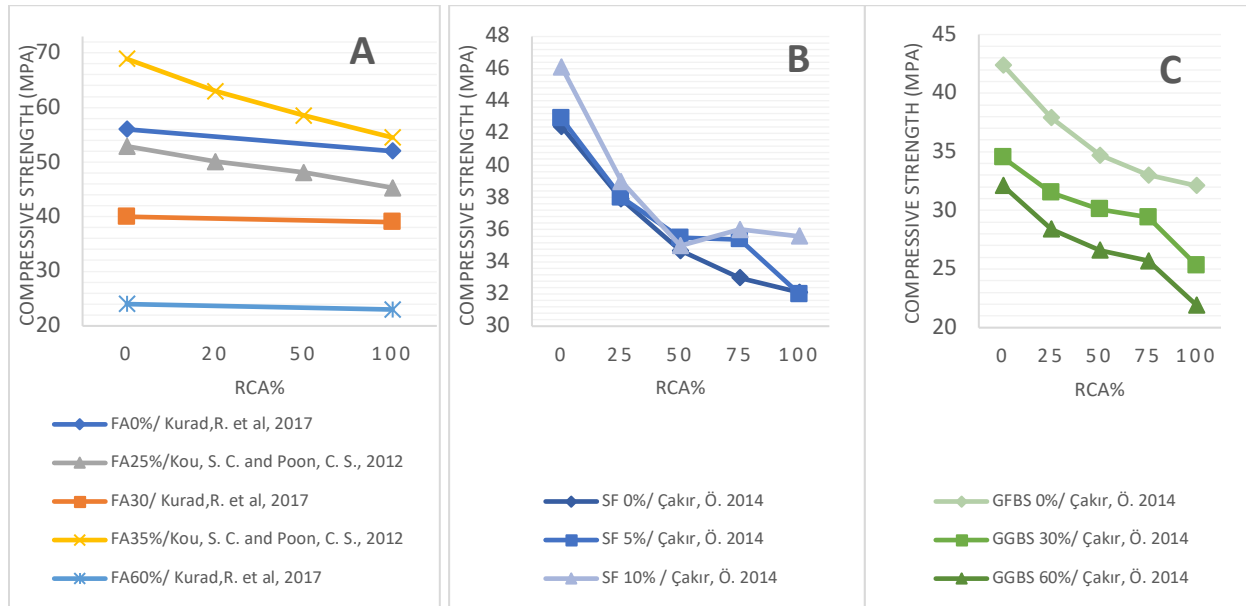 A
COMPRESSIVE STRENGTH (MPA)
70
60
50
40
30
20
0 20 50 100
RCA%
FA0%/ Kurad,R. et al, 2017
FA25%/Kou, S. C. and Poon, C. S., 2012
FA30/ Kurad,R. et al, 2017
FA35%/Kou, S. C. and Poon, C. S., 2012
FA60%/ Kurad,R. et al, 2017
B
COMPRESSIVE STRENGTH (MPA)
48
46
44
42
40
38
36
34
32
30
0 25 50 75 100
RCA%
SF 0%/ Çakır, Ö. 2014
SF 5%/ Çakır, Ö. 2014
SF 10% / Çakır, Ö. 2014
C
COMPRESSIVE STRENGTH (MPA)
45
40
35
30
25
20
0 25 50 75 100
RCA%
GFBS 0%/ Çakır, Ö. 2014
GGBS 30%/ Çakır, Ö. 2014
GGBS 60%/ Çakır, Ö. 2014